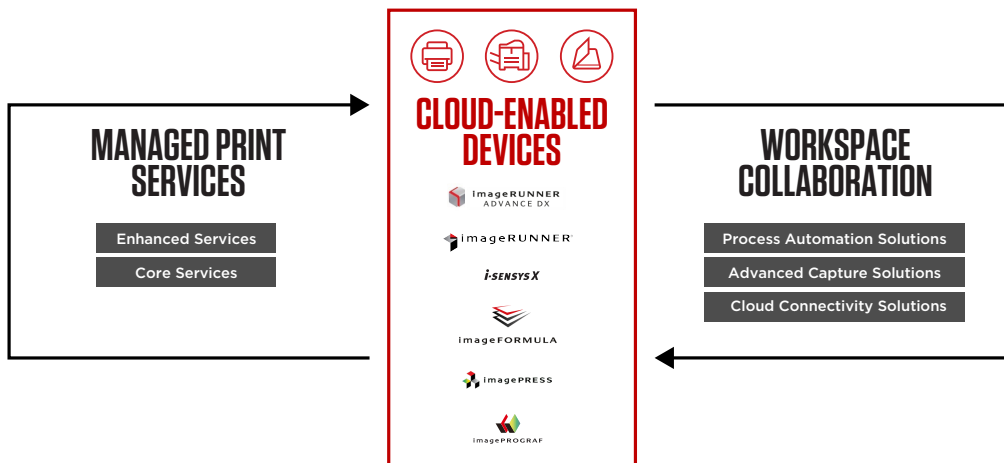 MANAGED PRINT
SERVICES
Enhanced Services
Core Services
CLOUD-ENABLED
DEVICES
imageRUNNER
ADVANCE DX
imageRUNNER®
i-SENSYS X
imageFORMULA
imagePRESS
imagePROGRAF
WORKSPACE
COLLABORATION
Process Automation Solutions
Advanced Capture Solutions
Cloud Connectivity Solutions